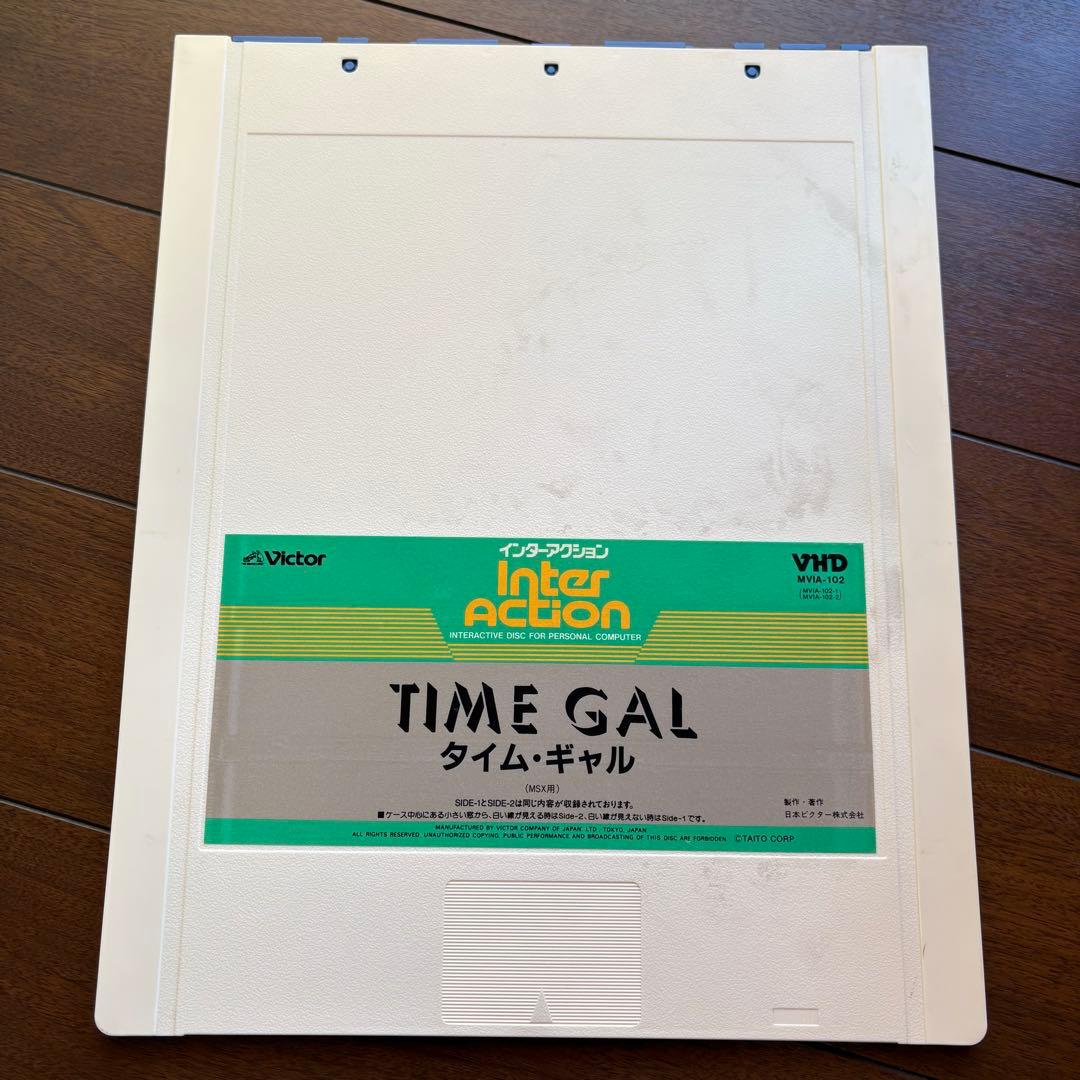 Victor
インターアクション
Inter
Action
INTERACTIVE DISC FOR PERSONAL COMPUTER
VHD
MVIA-102
(MVIA-102-1)
(MVIA-102-2)
TIME GAL
タイム・ギャル
(MSX用)
SIDE-1とSIDE-2は同じ内容が収録されております。
■ケース中心にある小さい窓から、白い線が見える時はSide-2、白い線が見えない時はSide-1です。
製作・著作
日本ビクター株式会社
MANUFACTURED BY VICTOR COMPANY OF JAPAN, LTD. TOKYO, JAPAN
ALL RIGHTS RESERVED. UNAUTHORIZED COPYING, PUBLIC PERFORMANCE AND BROADCASTING OF THIS DISC ARE FORBIDDEN. ©TAITO CORP.